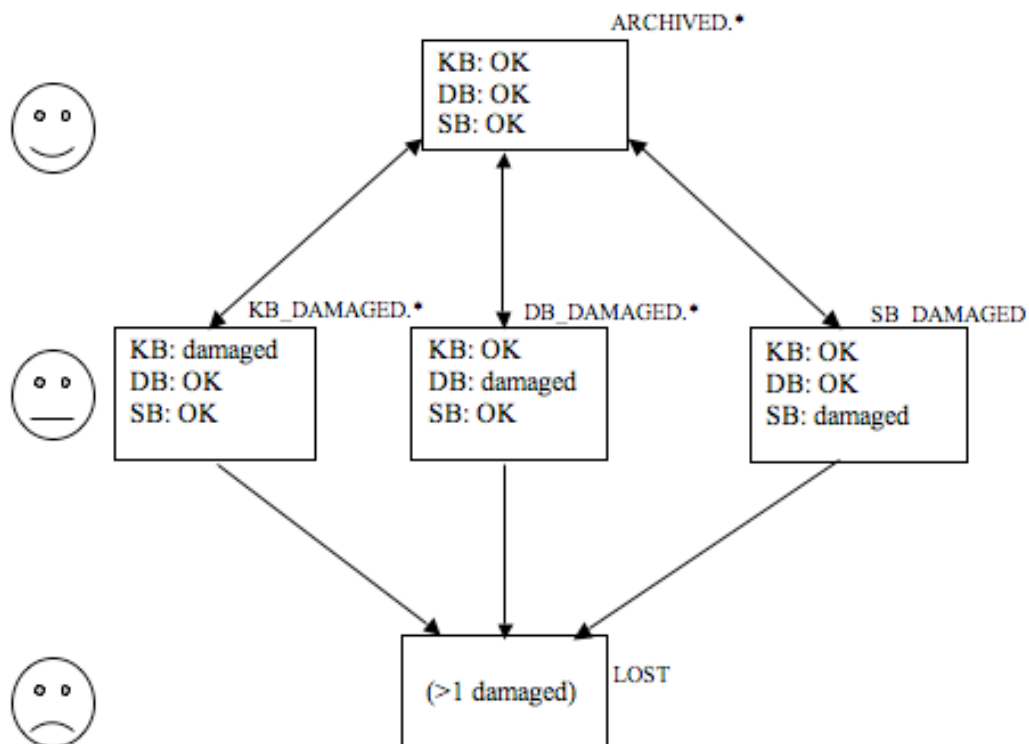 ARCHIVED.*
KB: OK
DB: OK
SB: OK
KB_DAMAGED.*
KB: damaged
DB: OK
SB: OK
DB_DAMAGED.*
KB: OK
DB: damaged
SB: OK
SB_DAMAGED
KB: OK
DB: OK
SB: damaged
LOST
(>1 damaged)